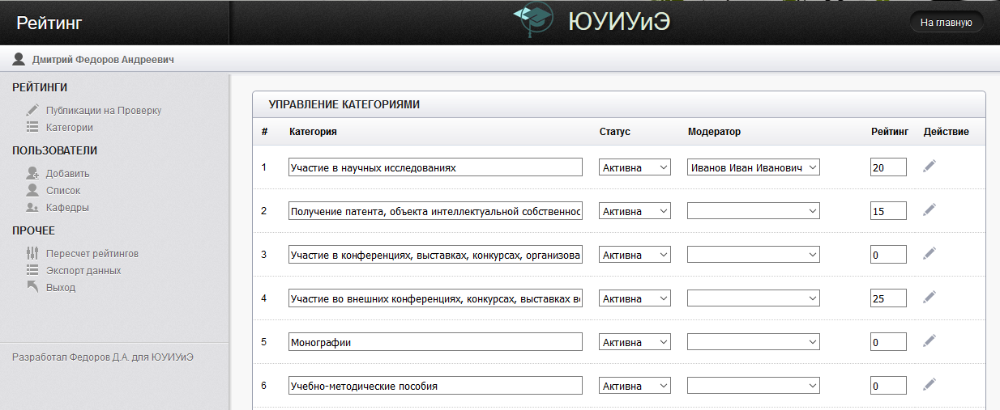 Рейтинг
ЮУИУиЭ
На главную
Дмитрий Федоров Андреевич
РЕЙТИНГИ
Публикации на Проверку
Категории
ПОЛЬЗОВАТЕЛИ
Добавить
Список
Кафедры
ПРОЧЕЕ
Пересчет рейтингов
Экспорт данных
Выход
Разработал Федоров Д.А. для ЮУИУиЭ
УПРАВЛЕНИЕ КАТЕГОРИЯМИ
# Категория Статус Модератор Рейтинг Действие
1 Участие в научных исследованиях Активна Иванов Иван Иванович 20
2 Получение патента, объекта интеллектуальной собственнос Активна 15
3 Участие в конференциях, выставках, конкурсах, организова Активна 0
4 Участие во внешних конференциях, конкурсах, выставках вс Активна 25
5 Монографии Активна 0
6 Учебно-методические пособия Активна 0